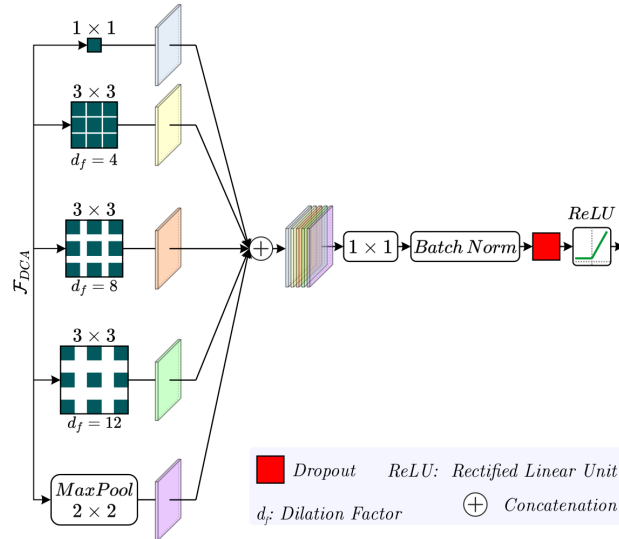 1 × 1
3 × 3
d_f = 4
3 × 3
d_f = 8
3 × 3
d_f = 12
MaxPool
2 × 2
F_DCA
1 × 1
Batch Norm
ReLU
Dropout ReLU: Rectified Linear Unit
d_f: Dilation Factor Concatenation